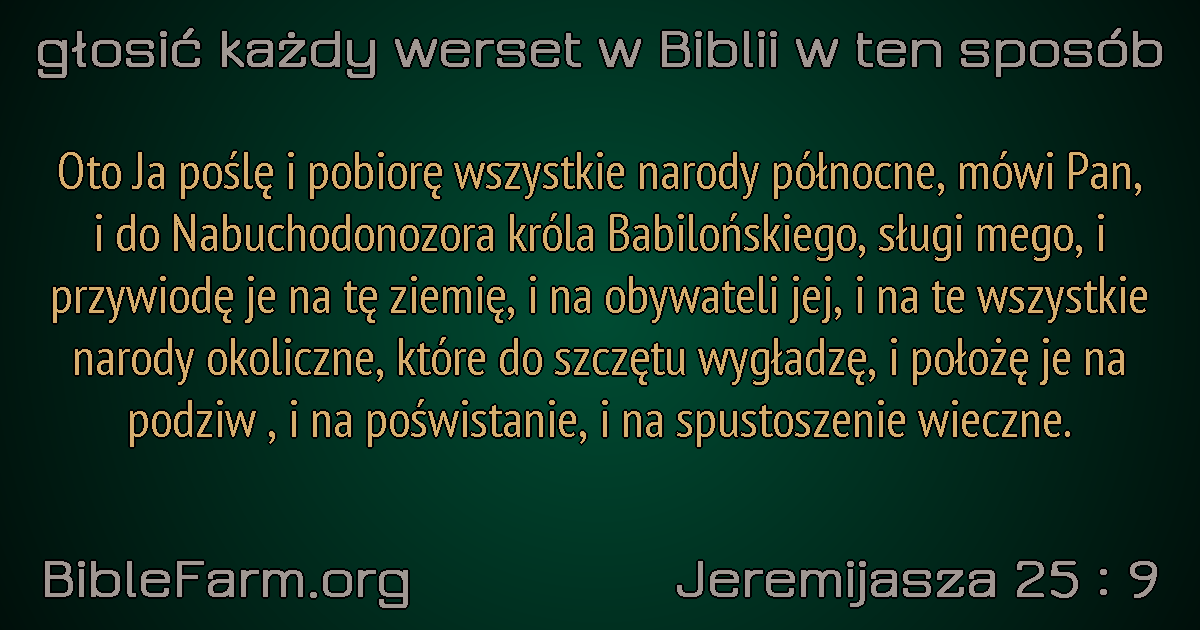 głosić każdy werset w Biblii w ten sposób
Oto Ja poślę i pobiorę wszystkie narody północne, mówi Pan,
i do Nabuchodonozora króla Babilońskiego, sługi mego, i
przywiodę je na tę ziemię, i na obywateli jej, i na te wszystkie
narody okoliczne, które do szczętu wygładzę, i położę je na
podziw , i na poświstanie, i na spustoszenie wieczne.
BibleFarm.org
Jeremijasza 25 : 9